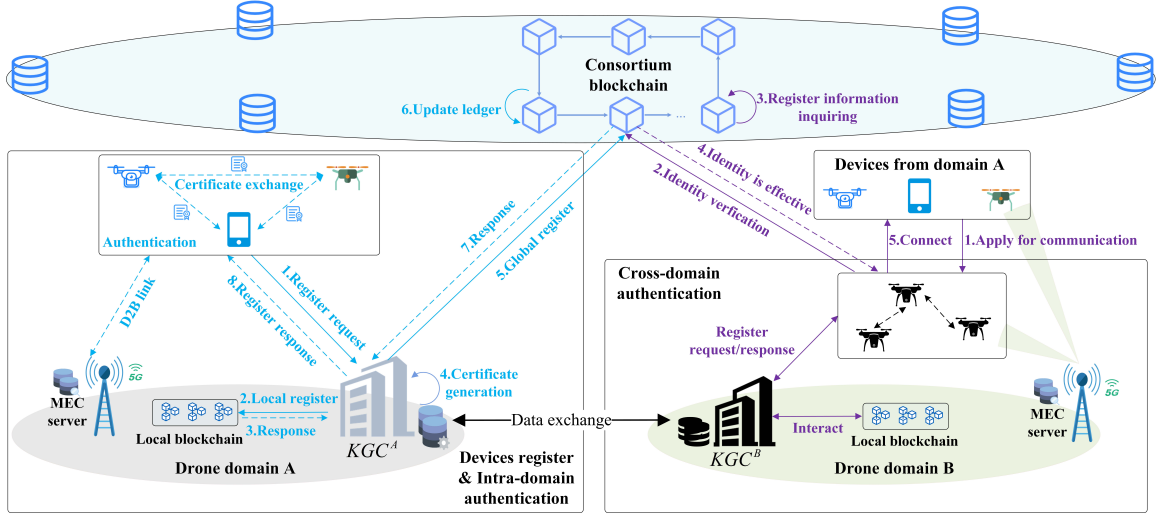 Consortium
blockchain
6.Update ledger
...
3.Register information
inquiring
Certificate exchange
Authentication
D2B link
1.Register request
8.Register response
7.Response
5.Global register
2.Identity verfication
4.Identity is effective
Devices from domain A
5.Connect
1.Apply for communication
Cross-domain
authentication
Register
request/response
5G
MEC
server
2.Local register
3.Response
Local blockchain
4.Certificate
generation
KGC^A
Drone domain A
Devices register
& Intra-domain
authentication
Data exchange
KGC^B
Interact
Local blockchain
Drone domain B
MEC
server
5G